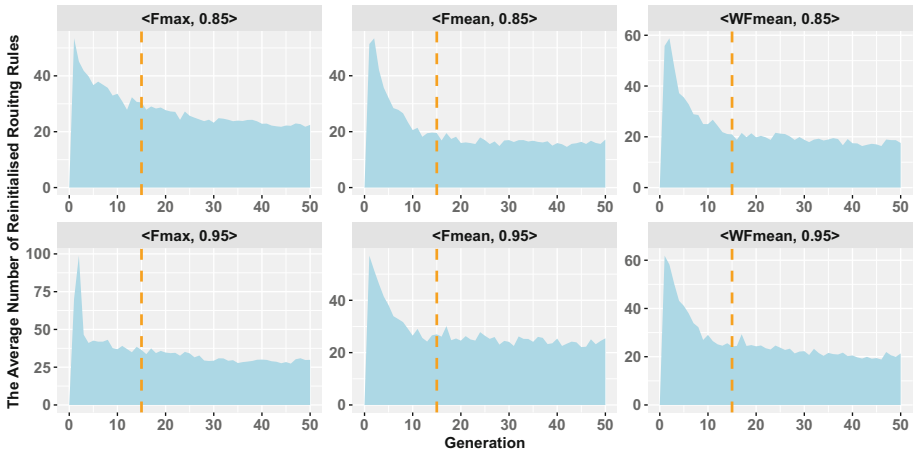 The Average Number of Reinitialised Rouitng Rules
<Fmax, 0.85>
<Fmean, 0.85>
<WFmean, 0.85>
40
20
0
0 10 20 30 40 50
40
20
0
0 10 20 30 40 50
60
40
20
0
0 10 20 30 40 50
<Fmax, 0.95>
<Fmean, 0.95>
<WFmean, 0.95>
100
75
50
25
0
0 10 20 30 40 50
40
20
0
0 10 20 30 40 50
60
40
20
0
0 10 20 30 40 50
Generation